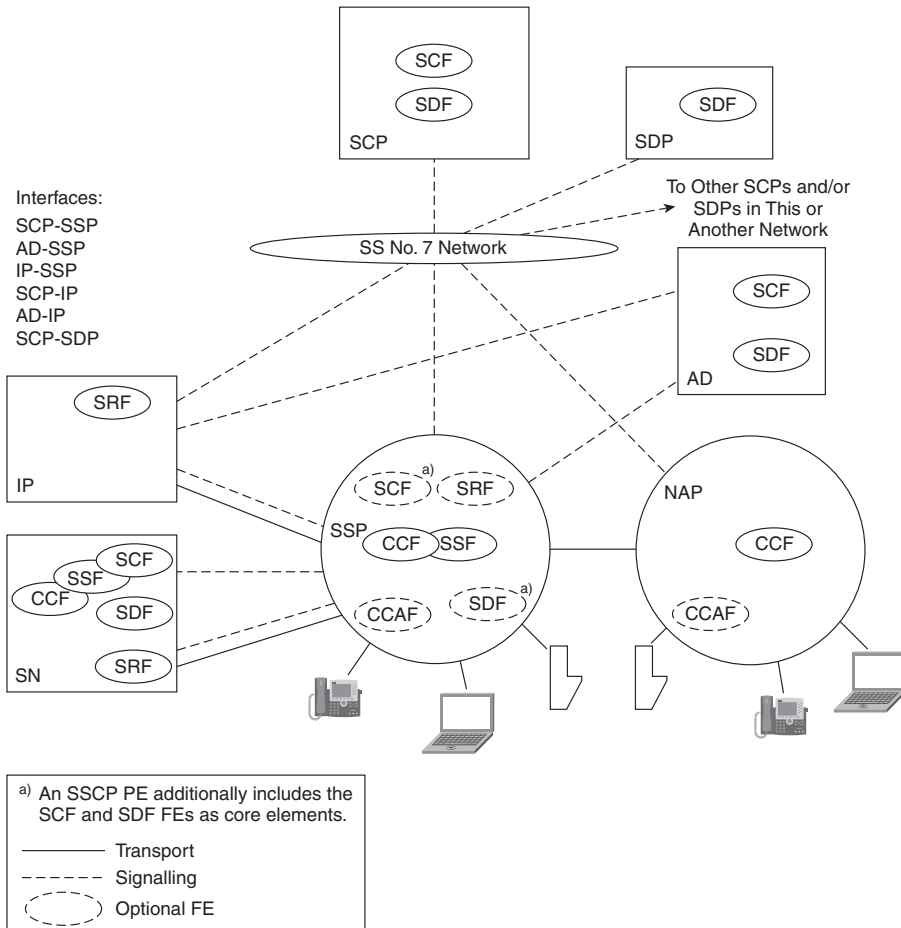 SCF
SDF
SCP
SDF
SDP
Interfaces:
SCP-SSP
AD-SSP
IP-SSP
SCP-IP
AD-IP
SCP-SDP
To Other SCPs and/or
SDPs in This or
Another Network
SS No. 7 Network
SCF
SDF
AD
SRF
IP
SCF a)
SRF
SSP
CCF
SSF
CCAF
SDF a)
NAP
CCF
CCAF
SCF
SSF
CCF
SDF
SRF
SN
a) An SSCP PE additionally includes the
SCF and SDF FEs as core elements.
Transport
Signalling
Optional FE